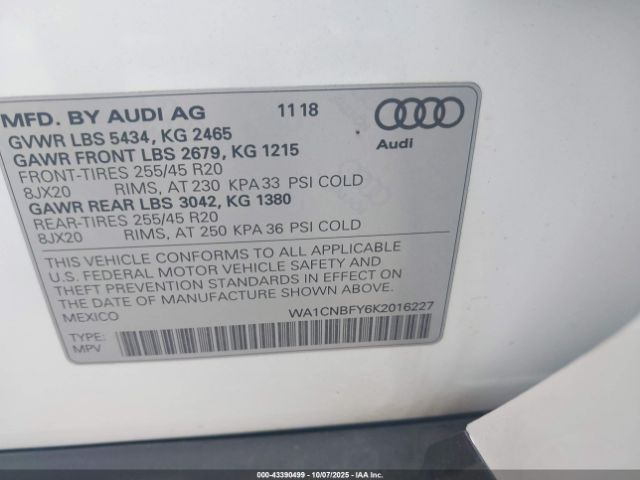 MFD. BY AUDI AG 11 18
GVWR LBS 5434, KG 2465
GAWR FRONT LBS 2679, KG 1215
FRONT-TIRES 255/45 R20
8JX20 RIMS, AT 230 KPA 33 PSI COLD
GAWR REAR LBS 3042, KG 1380
REAR-TIRES 255/45 R20
8JX20 RIMS, AT 250 KPA 36 PSI COLD
Audi
THIS VEHICLE CONFORMS TO ALL APPLICABLE
U.S. FEDERAL MOTOR VEHICLE SAFETY AND
THEFT PREVENTION STANDARDS IN EFFECT ON
THE DATE OF MANUFACTURE SHOWN ABOVE.
MEXICO WA1CNBFY6K2016227
TYPE:
MPV
000-43390499 | 10/07/2025 | IAA Inc.